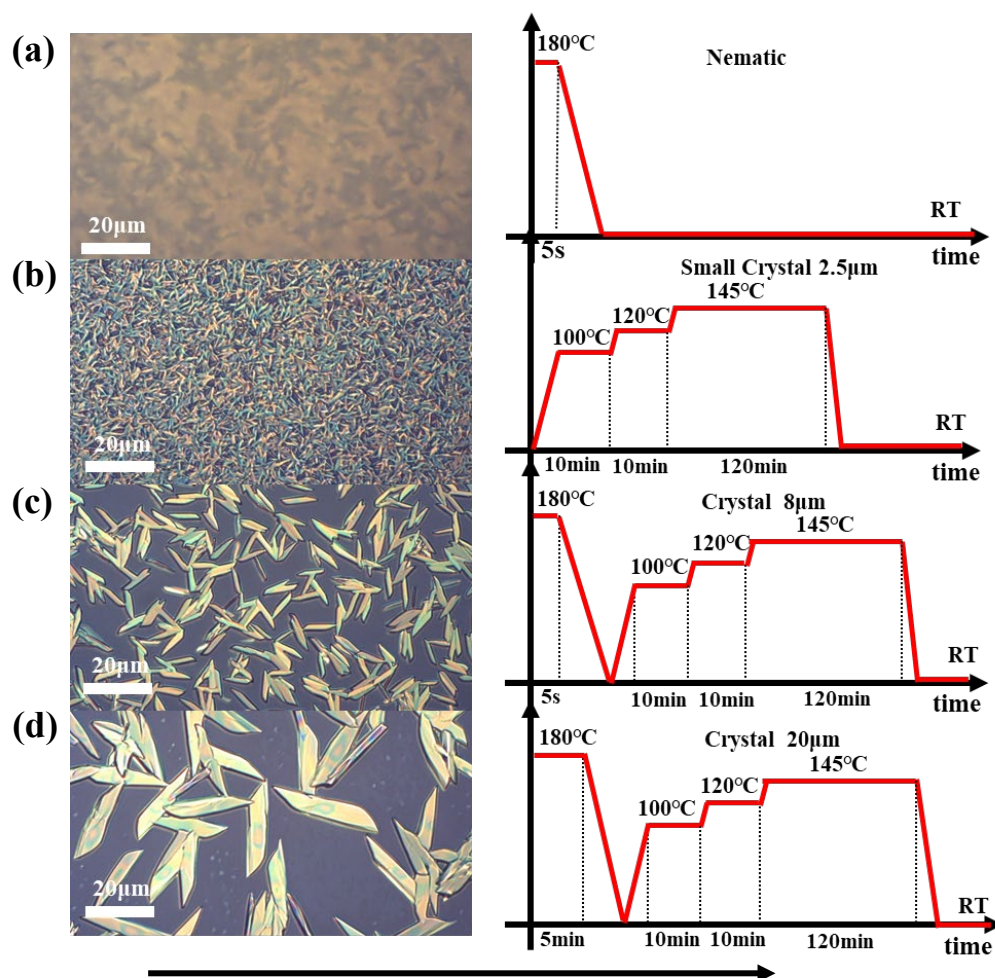 (a)
20μm
180℃
Nematic
RT
5s
time
(b)
20μm
Small Crystal 2.5μm
100℃
120℃
145℃
RT
10min
10min
120min
time
(c)
20μm
180℃
Crystal 8μm
100℃
120℃
145℃
RT
5s
10min
10min
120min
time
(d)
20μm
180℃
Crystal 20μm
100℃
120℃
145℃
RT
5min
10min
10min
120min
time